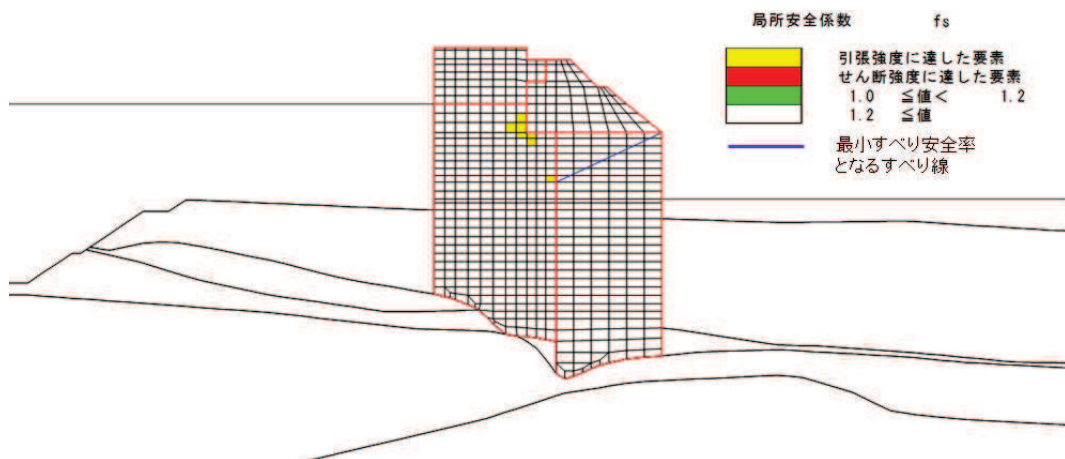 局所安全係数 fs
引張強度に達した要素
せん断強度に達した要素
1.0 ≦値< 1.2
1.2 ≦値
最小すべり安全率
となるすべり線